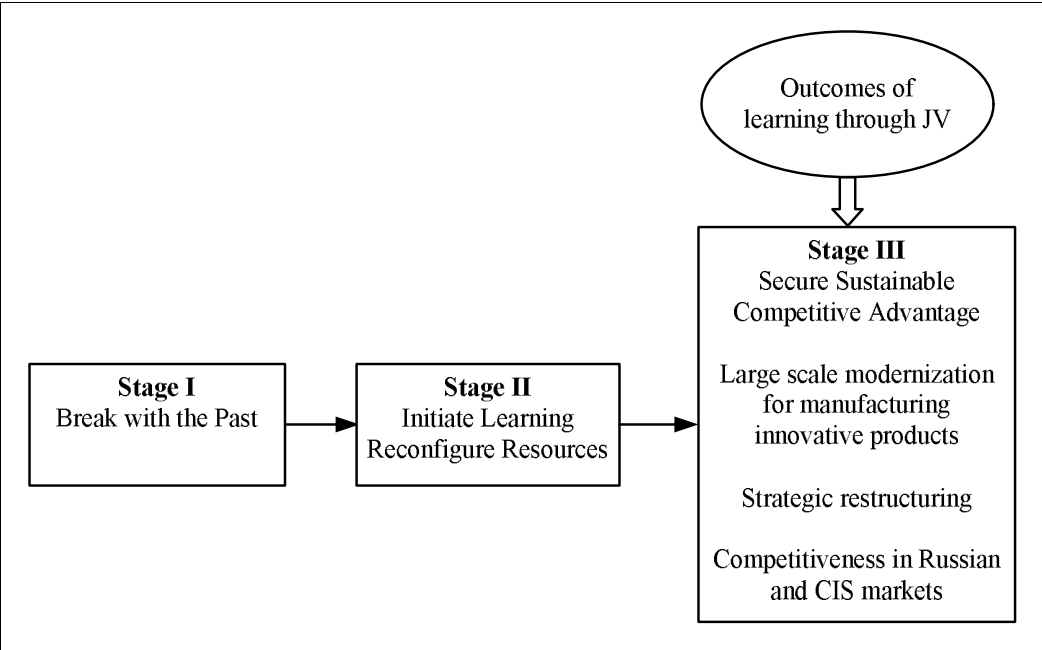 Outcomes of
learning through JV
Stage I
Break with the Past
Stage II
Initiate Learning
Reconfigure Resources
Stage III
Secure Sustainable
Competitive Advantage
Large scale modernization
for manufacturing
innovative products
Strategic restructuring
Competitiveness in Russian
and CIS markets